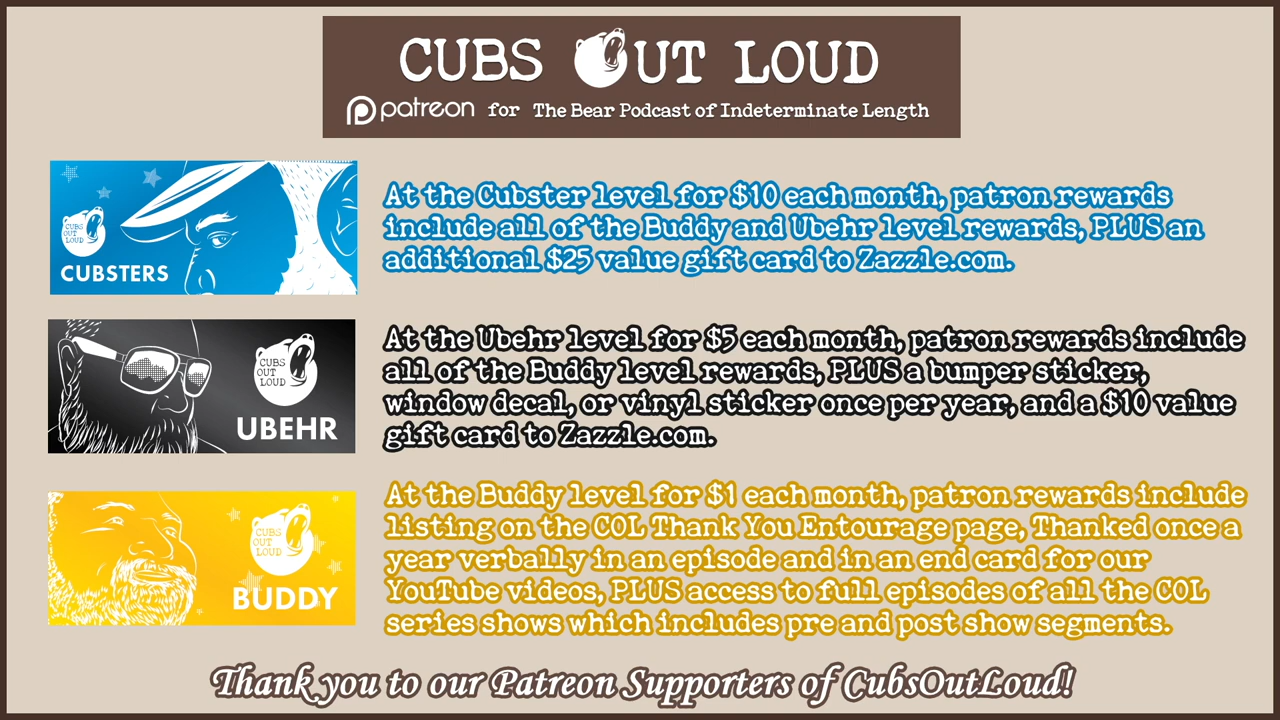 CUBS OUT LOUD
patreon for The Bear Podcast of Indeterminate Length
CUBS
OUT
LOUD
CUBSTERS
At the Cubster level for $10 each month, patron rewards
include all of the Buddy and Ubehr level rewards, PLUS an
additional $25 value gift card to Zazzle.com.
CUBS
OUT
LOUD
UBEHR
At the Ubehr level for $5 each month, patron rewards include
all of the Buddy level rewards, PLUS a bumper sticker,
window decal, or vinyl sticker once per year, and a $10 value
gift card to Zazzle.com.
CUBS
OUT
LOUD
BUDDY
At the Buddy level for $1 each month, patron rewards include
listing on the COL Thank You Entourage page, Thanked once a
year verbally in an episode and in an end card for our
YouTube videos, PLUS access to full episodes of all the COL
series shows which includes pre and post show segments.
Thank you to our Patreon Supporters of CubsOutLoud!